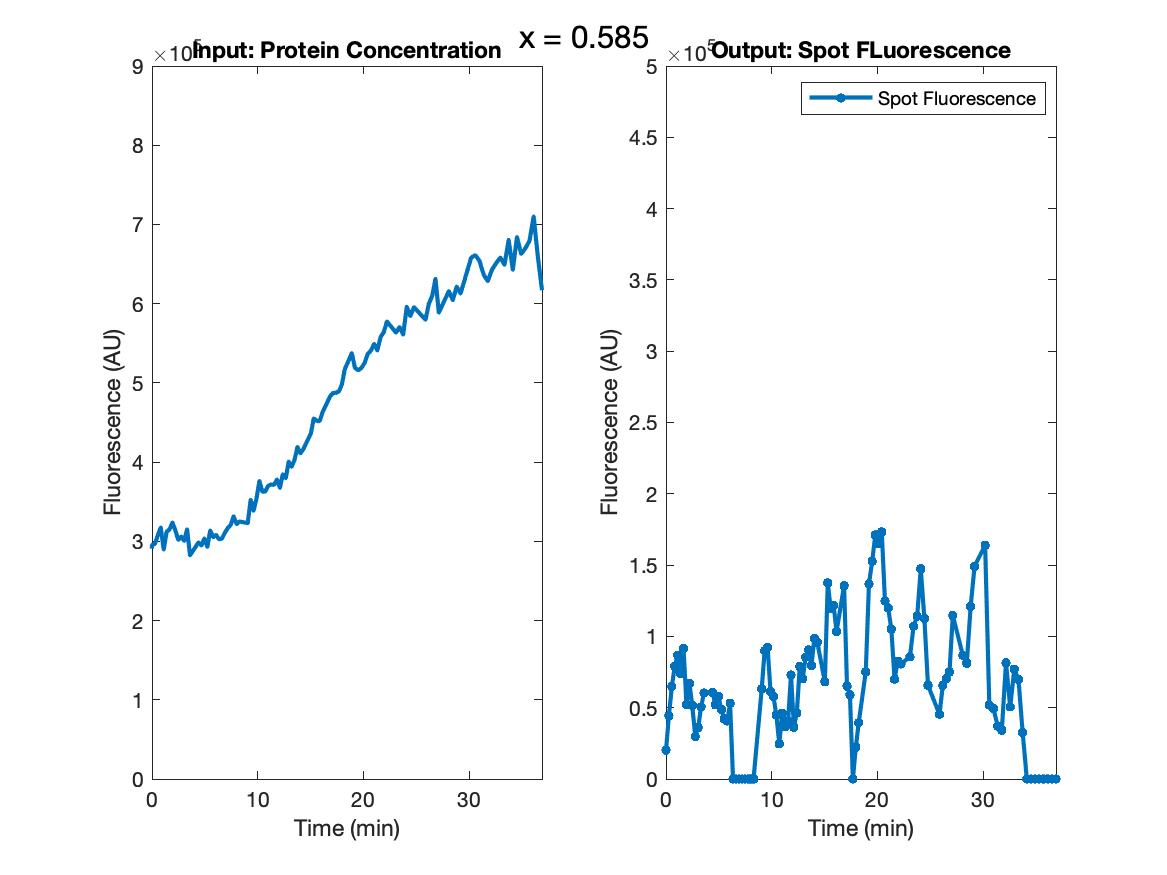 x = 0.585
×10⁵
Input: Protein Concentration
9
8
7
6
5
4
3
2
1
0
Fluorescence (AU)
0 10 20 30
Time (min)
×10⁵
Output: Spot FLuorescence
Spot Fluorescence
5
4.5
4
3.5
3
2.5
2
1.5
1
0.5
0
Fluorescence (AU)
0 10 20 30
Time (min)